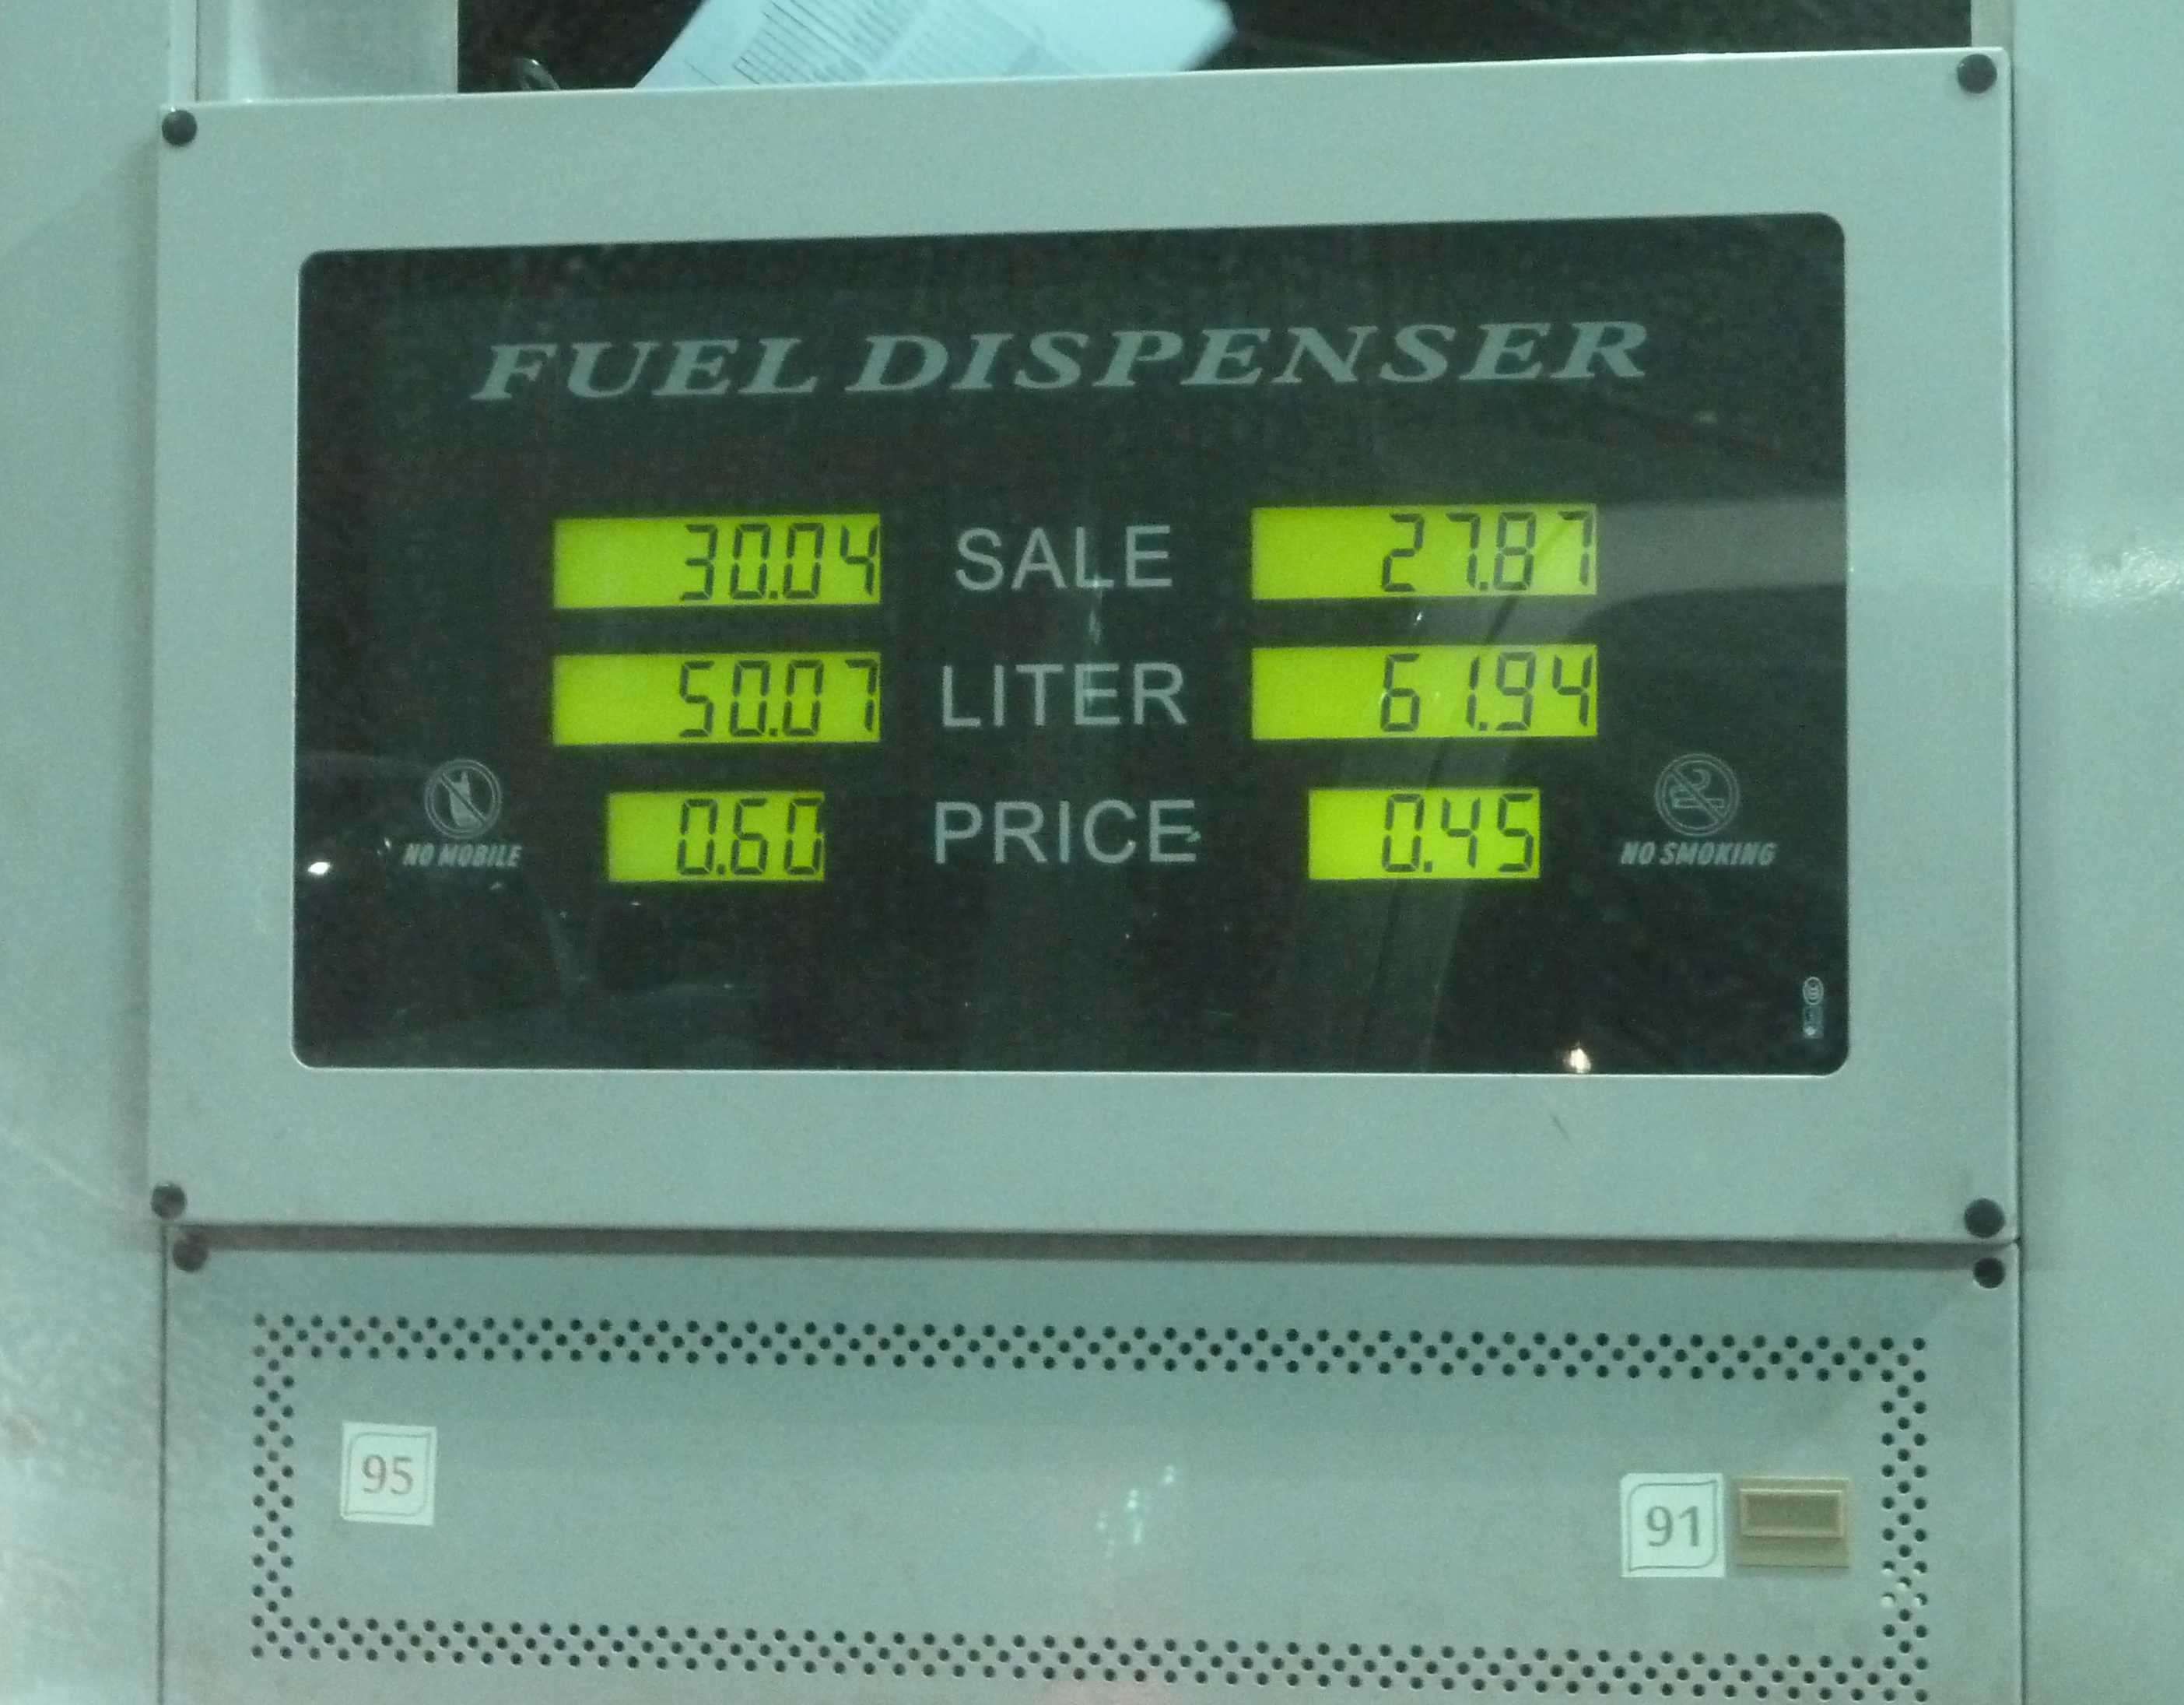 FUEL DISPENSER
30.04 SALE 27.87
50.07 LITER 61.94
0.60 PRICE 0.45
NO MOBILE
NO SMOKING
95
91